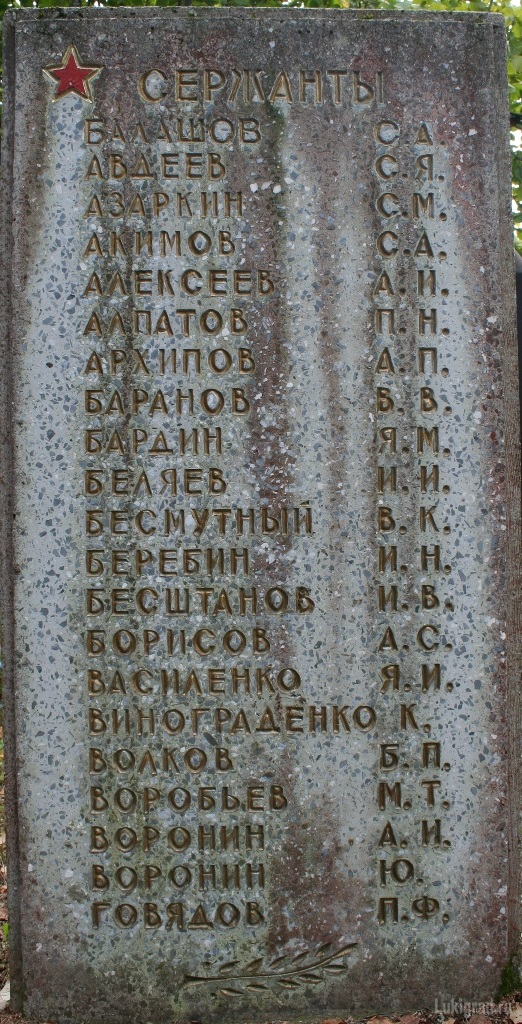 СЕРЖАНТЫ
БАЛАШОВ С.А.
АВДЕЕВ С.Я.
АЗАРКИН С.М.
АКИМОВ С.А.
АЛЕКСЕЕВ А.И.
АЛПАТОВ П.Н.
АРХИПОВ А.П.
БАРАНОВ В.В.
БАРДИН Я.М.
БЕЛЯЕВ И.И.
БЕСМУТНЫЙ В.К.
БЕРЕБИН И.Н.
БЕСШТАНОВ И.В.
БОРИСОВ А.С.
ВАСИЛЕНКО Я.И.
ВИНОГРАДЕНКО К.
ВОЛКОВ Б.П.
ВОРОБЬЕВ М.Т.
ВОРОНИН А.И.
ВОРОНИН Ю.
ГОВЯДОВ П.Ф.
Lukigrad.ru